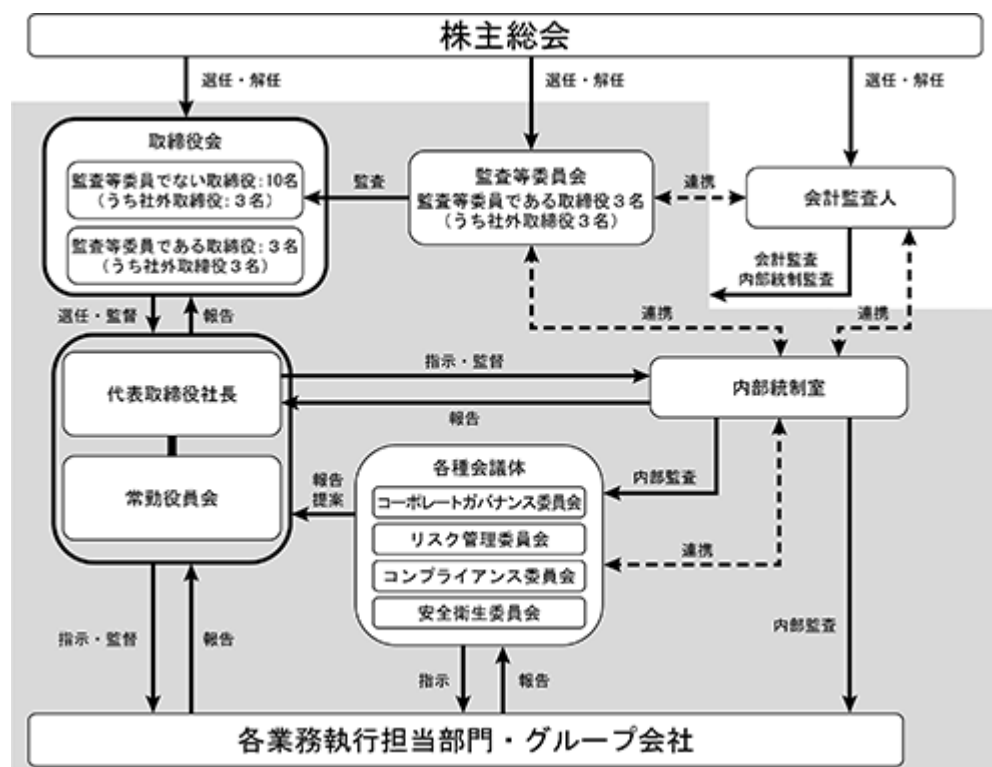 株主総会
選任・解任
選任・解任
選任・解任
取締役会
監査等委員でない取締役:10名
(うち社外取締役:3名)
監査等委員である取締役:3名
(うち社外取締役3名)
監査
監査等委員会
監査等委員である取締役3名
(うち社外取締役3名)
連携
会計監査人
会計監査
内部統制監査
選任・監督
報告
連携
連携
代表取締役社長
指示・監督
内部統制室
報告
常勤役員会
報告
提案
各種会議体
コーポレートガバナンス委員会
リスク管理委員会
コンプライアンス委員会
安全衛生委員会
内部監査
連携
指示・監督
報告
指示
報告
内部監査
各業務執行担当部門・グループ会社